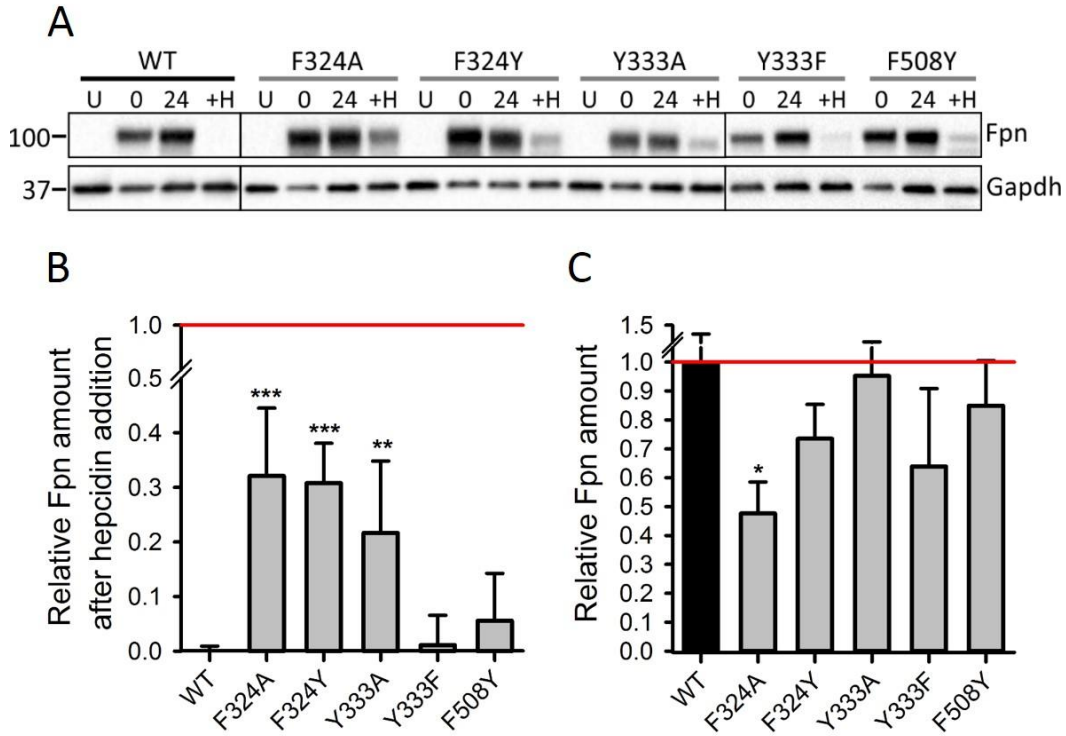 A
WT F324A F324Y Y333A Y333F F508Y
U 0 24 +H U 0 24 +H U 0 24 +H U 0 24 +H 0 24 +H 0 24 +H
100 Fpn
37 Gapdh
B
Relative Fpn amount
after hepcidin addition
1.0
0.5
0.4
0.3
0.2
0.1
0.0
*** *** **
WT F324A F324Y Y333A Y333F F508Y
C
Relative Fpn amount
1.5
1.0
0.9
0.8
0.7
0.6
0.5
0.4
0.3
0.2
0.1
0.0
*
WT F324A F324Y Y333A Y333F F508Y